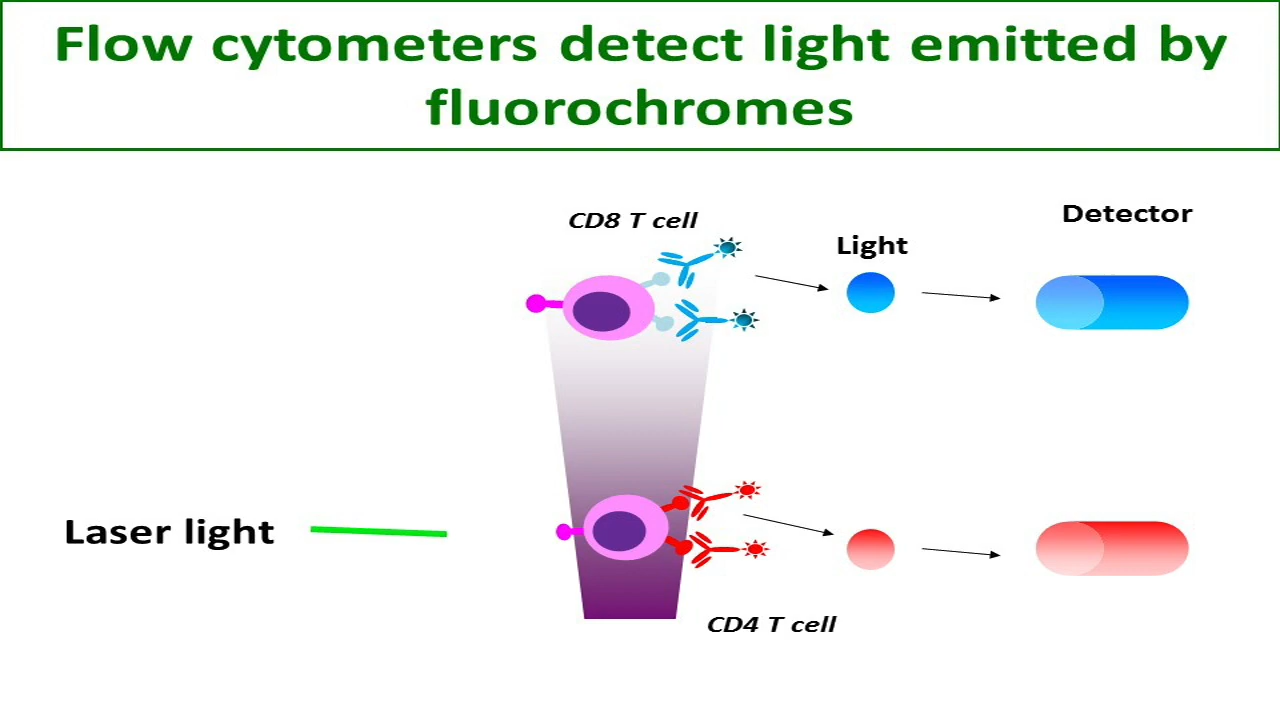 Flow cytometers detect light emitted by
fluorochromes
CD8 T cell
Detector
Light
Laser light
CD4 T cell